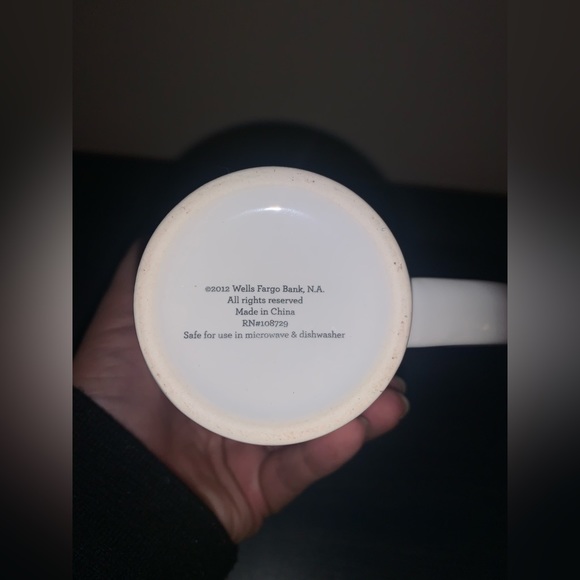 ©2012 Wells Fargo Bank, N.A.
All rights reserved
Made in China
RN#108729
Safe for use in microwave & dishwasher